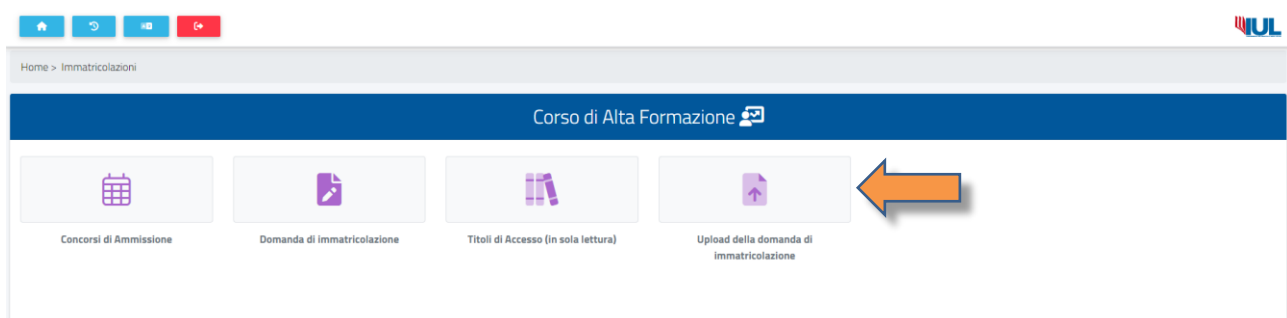 IUL
Home > Immatricolazioni
Corso di Alta Formazione
Concorsi di Ammissione
Domanda di immatricolazione
Titoli di Accesso (in sola lettura)
Upload della domanda di
immatricolazione